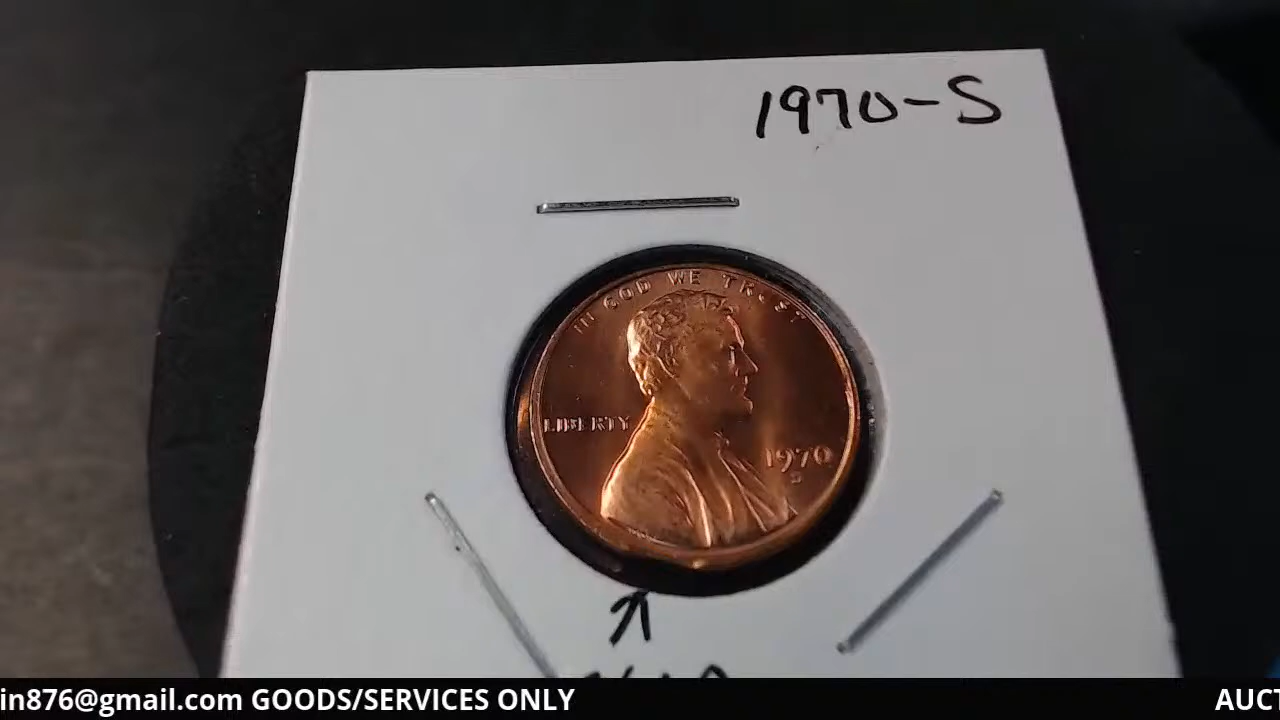 1970-S
IN GOD WE TRUST
LIBERTY
1970
S
in876@gmail.com GOODS/SERVICES ONLY
AUCT